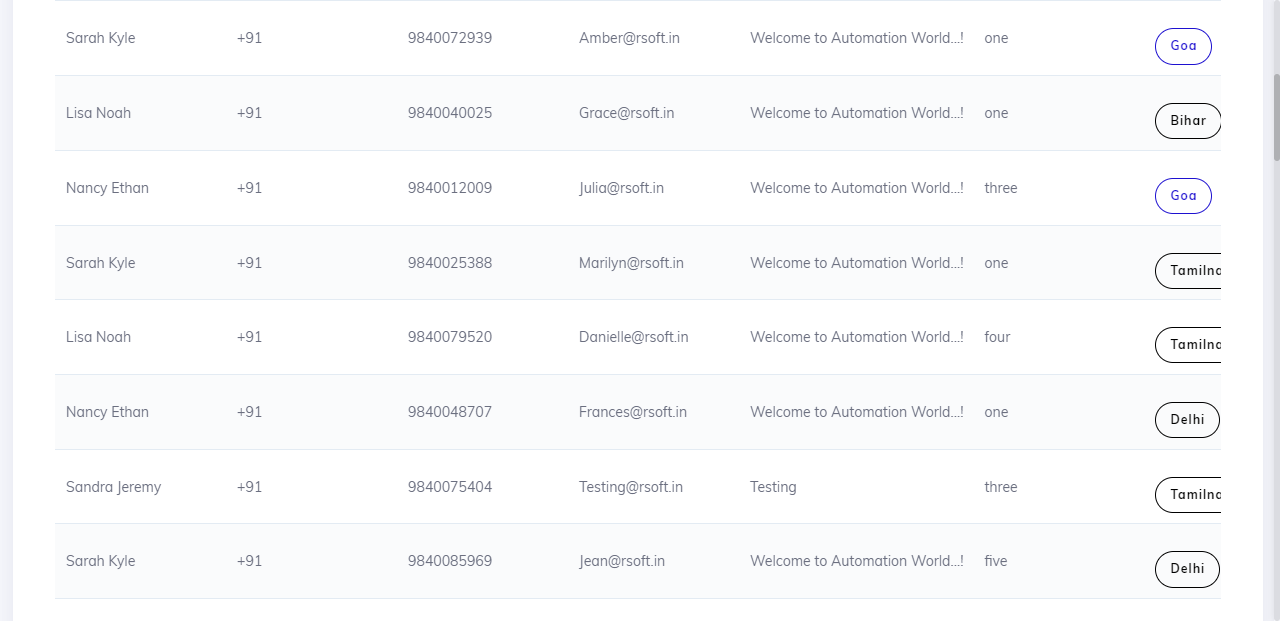 Sarah Kyle +91 9840072939 Amber@rsoft.in Welcome to Automation World...! one Goa
Lisa Noah +91 9840040025 Grace@rsoft.in Welcome to Automation World...! one Bihar
Nancy Ethan +91 9840012009 Julia@rsoft.in Welcome to Automation World...! three Goa
Sarah Kyle +91 9840025388 Marilyn@rsoft.in Welcome to Automation World...! one Tamilna
Lisa Noah +91 9840079520 Danielle@rsoft.in Welcome to Automation World...! four Tamilna
Nancy Ethan +91 9840048707 Frances@rsoft.in Welcome to Automation World...! one Delhi
Sandra Jeremy +91 9840075404 Testing@rsoft.in Testing three Tamilna
Sarah Kyle +91 9840085969 Jean@rsoft.in Welcome to Automation World...! five Delhi